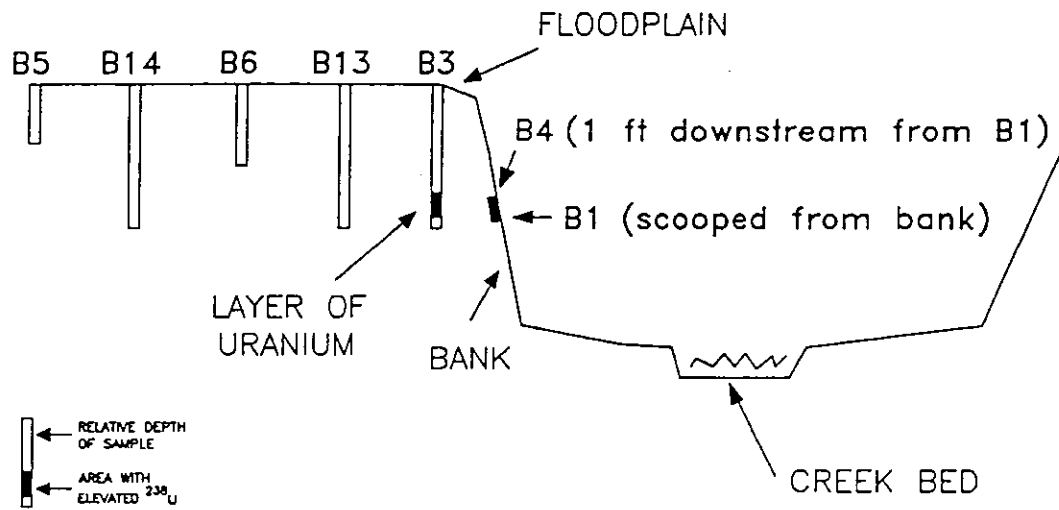 FLOODPLAIN
B5 B14 B6 B13 B3
B4 (1 ft downstream from B1)
B1 (scooped from bank)
LAYER OF
URANIUM
BANK
RELATIVE DEPTH
OF SAMPLE
AREA WITH
ELEVATED ²³⁸U
CREEK BED